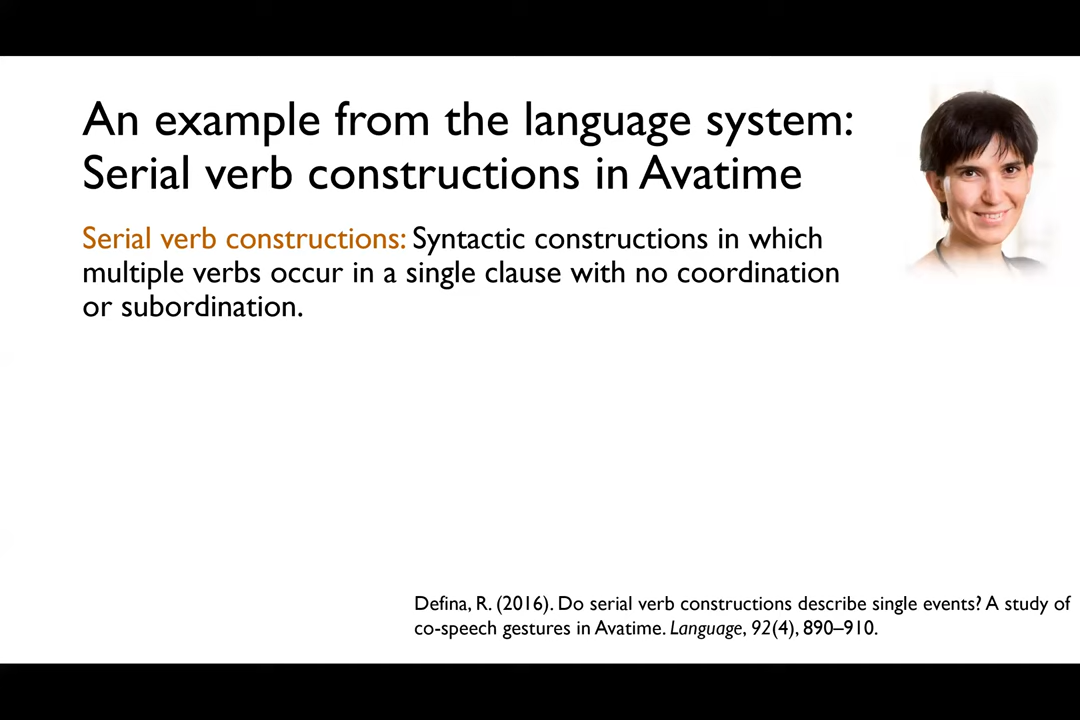 An example from the language system:
Serial verb constructions in Avatime
Serial verb constructions: Syntactic constructions in which
multiple verbs occur in a single clause with no coordination
or subordination.
Defina, R. (2016). Do serial verb constructions describe single events? A study of
co-speech gestures in Avatime. Language, 92(4), 890–910.